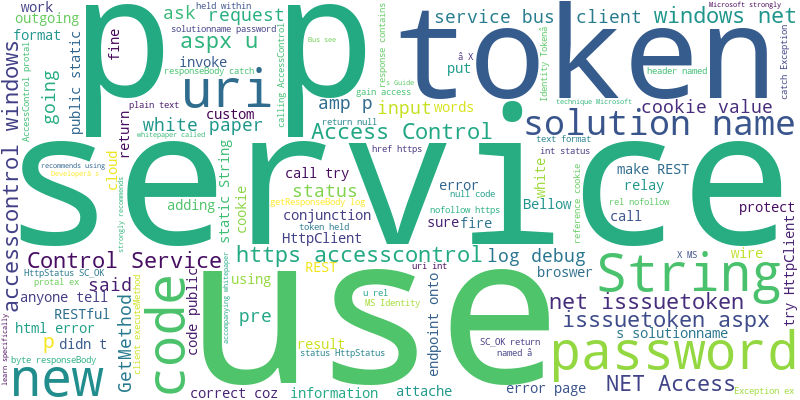 work
outgoing
format
held within
solutionname password
ask request
aspx u
responseBody catch
calling AccessControl
Bus see
response contains
s Guide
gain access
service bus client windows net
Microsoft strongly
p p token
â X
put
Identity Tokenâ
header named
catch Exception
AccessControl protal
going
public static
fine
invoke
uri
amp p
input words
cookie value
technique Microsoft
plain text
custom
return
white paper
whitepaper called
return null
Access Control
solution name
windows
service
href https
text format
int status
recommends using
Developerâ s
cloud
static String
call try
status
error
White
make REST
relay
strongly recommends
adding
cookie
getResponseBody log
null code
rel nofollow
reference cookie
conjunction
token held
nofollow https
Bellow
call
protect
accesscontrol
HttpClient
sure fire
Control Service
https accesscontrol
log debug
wire
HttpStatus SC_OK
said
protal ex
REST
uri int
broswer
X MS
String
try HttpClient
anyone tell
RESTful
GetMethod
client executeMethod
code
code public
accompanying whitepaper
using
u rel
MS Identity
use
endpoint onto
net isssuetoken
html error
pre
isssuetoken aspx
p didn t
result
SC_OK return
named â
s solutionname
byte responseBody
status HttpStatus
password
learn specifically
new
correct coz
information
attache
error page
NET Access
Exception ex